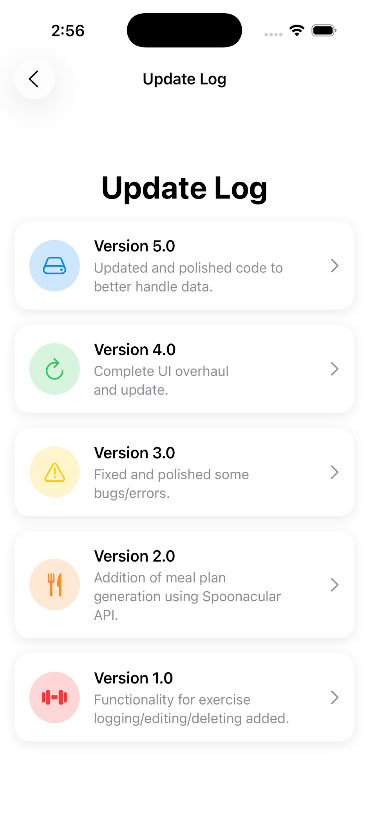 2:56
Update Log
Update Log
Version 5.0
Updated and polished code to
better handle data.
Version 4.0
Complete UI overhaul
and update.
Version 3.0
Fixed and polished some
bugs/errors.
Version 2.0
Addition of meal plan
generation using Spoonacular
API.
Version 1.0
Functionality for exercise
logging/editing/deleting added.